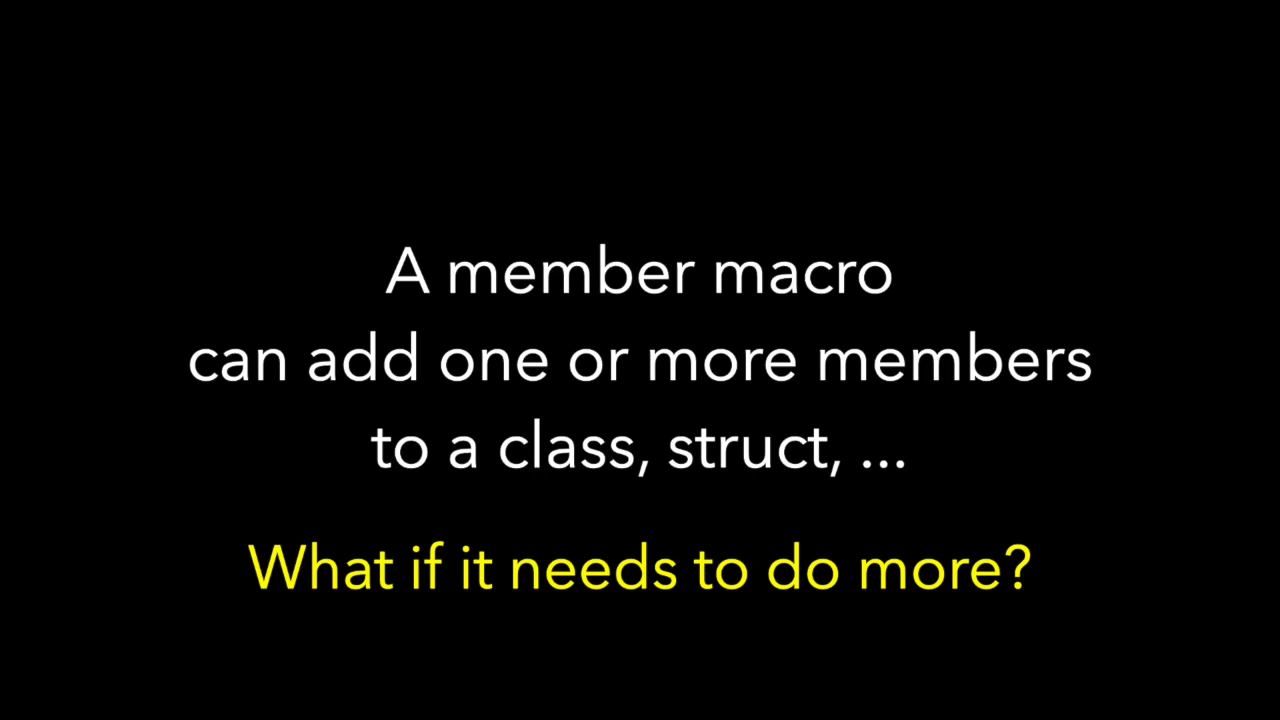 A member macro
can add one or more members
to a class, struct, ...
What if it needs to do more?